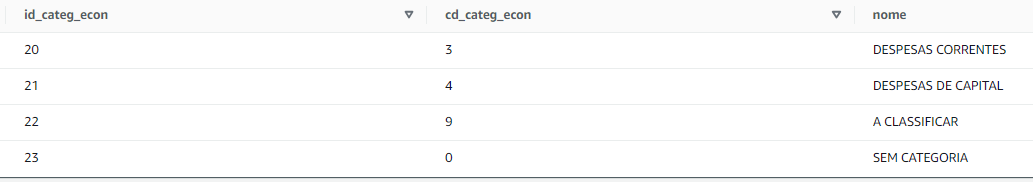 id_categ_econ cd_categ_econ nome
20 3 DESPESAS CORRENTES
21 4 DESPESAS DE CAPITAL
22 9 A CLASSIFICAR
23 0 SEM CATEGORIA